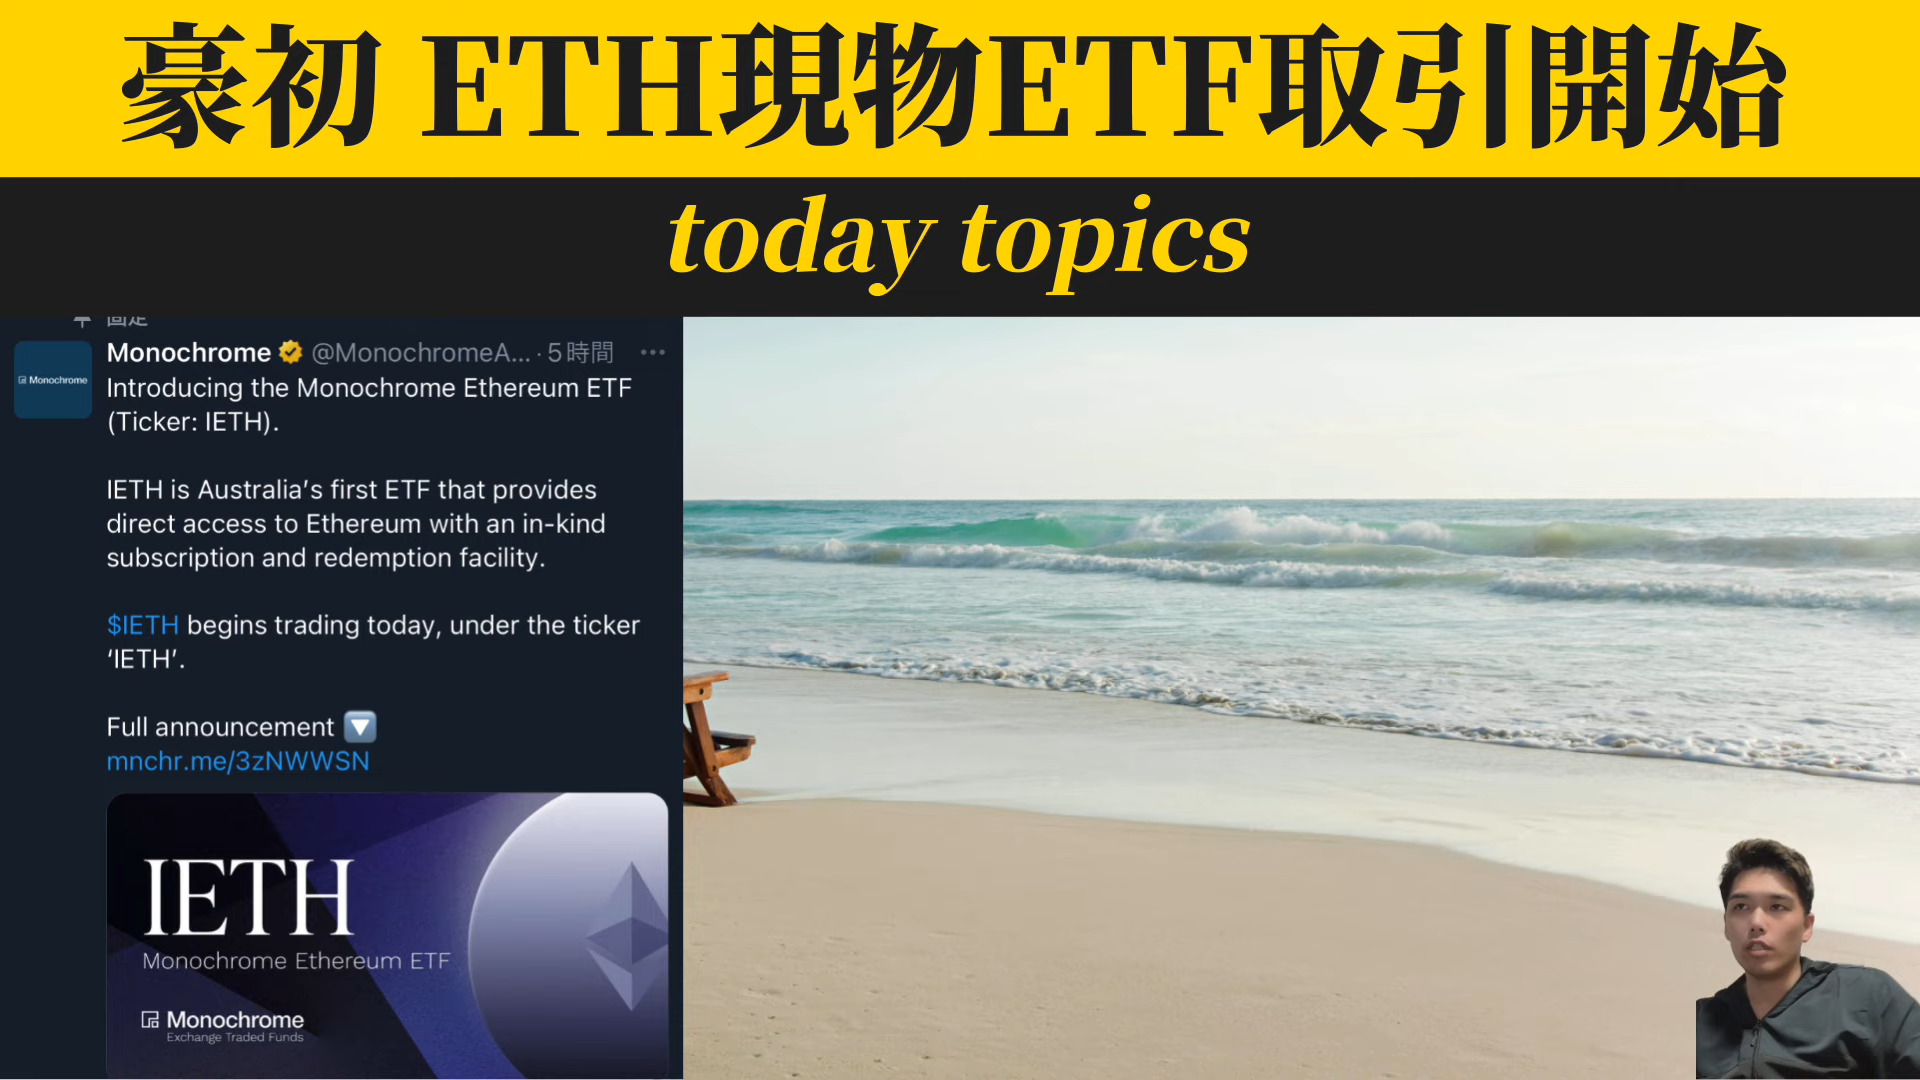 豪初 ETH現物ETF取引開始
today topics
固定
Monochrome @MonochromeA... · 5時間 ···
Monochrome
Introducing the Monochrome Ethereum ETF
(Ticker: IETH).
IETH is Australia’s first ETF that provides
direct access to Ethereum with an in-kind
subscription and redemption facility.
$IETH begins trading today, under the ticker
‘IETH’.
Full announcement 🔽
mnchr.me/3zNWWSN
IETH
Monochrome Ethereum ETF
Monochrome
Exchange Traded Funds